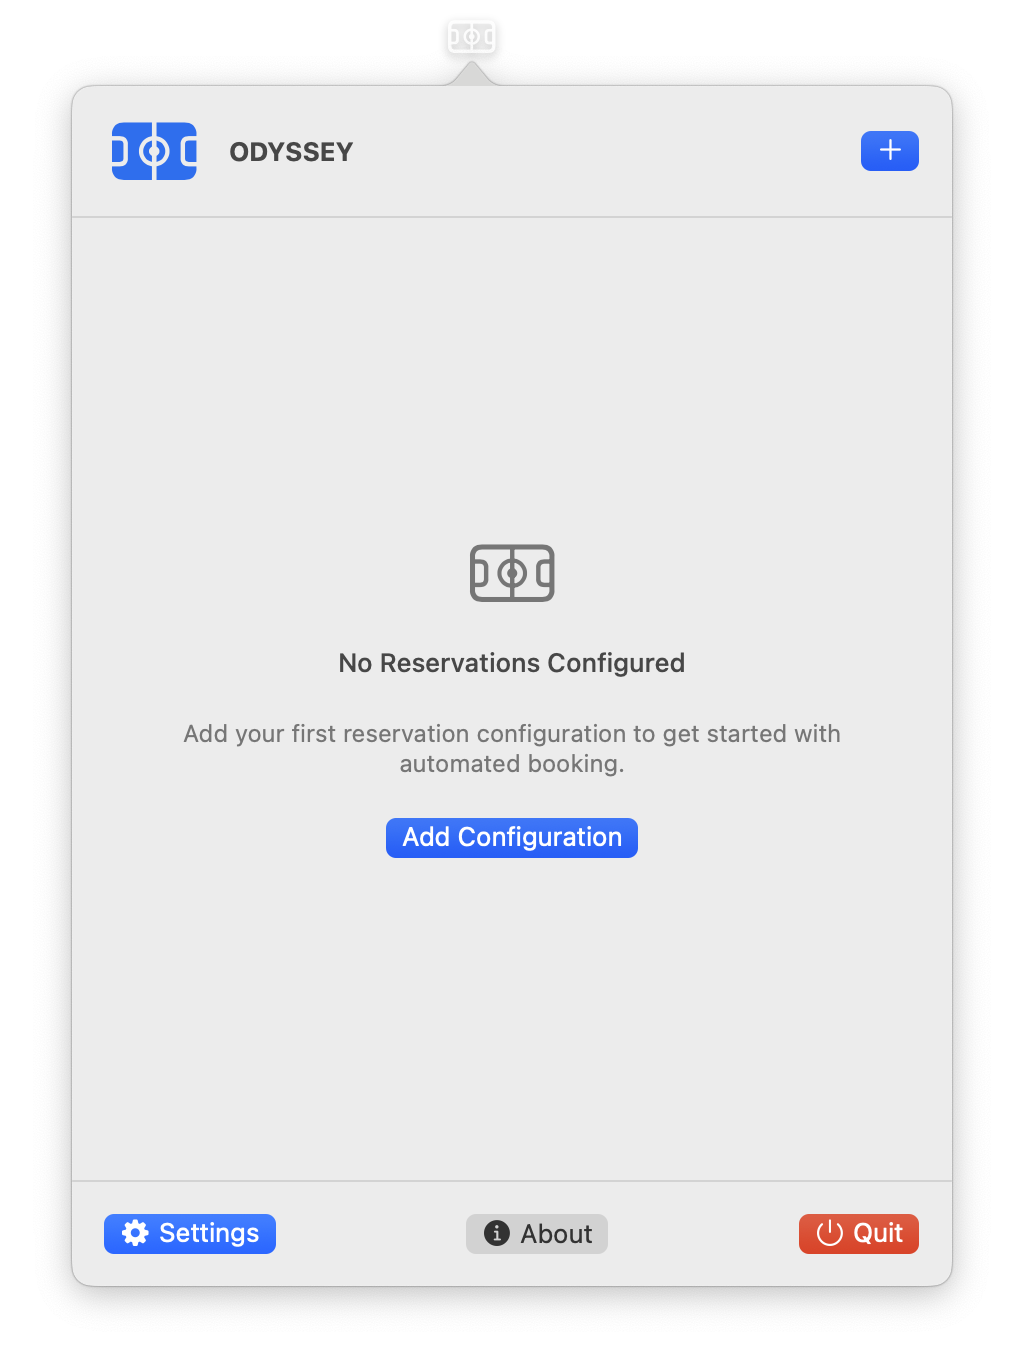 ODYSSEY
No Reservations Configured
Add your first reservation configuration to get started with
automated booking.
Add Configuration
Settings
About
Quit